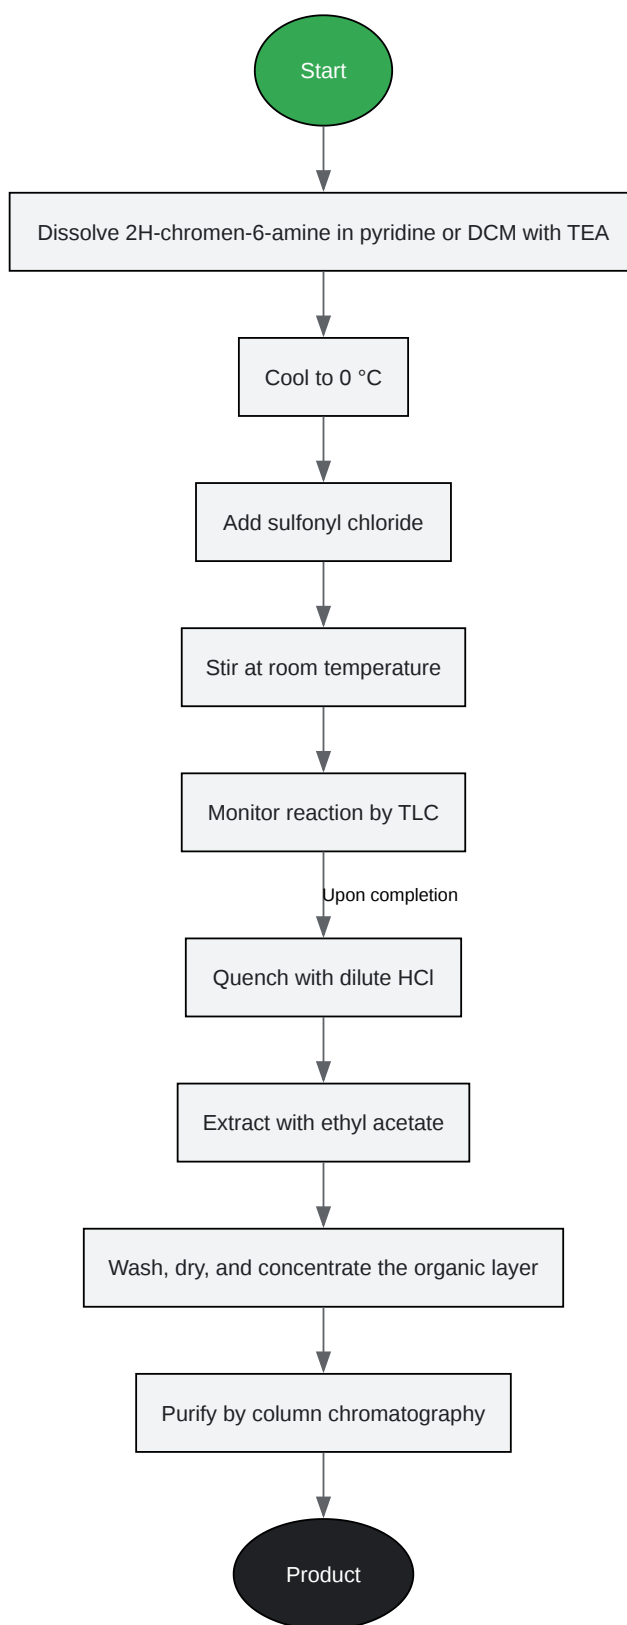 Start
Dissolve 2H-chromen-6-amine in pyridine or DCM with TEA
Cool to 0 °C
Add sulfonyl chloride
Stir at room temperature
Monitor reaction by TLC
Upon completion
Quench with dilute HCl
Extract with ethyl acetate
Wash, dry, and concentrate the organic layer
Purify by column chromatography
Product